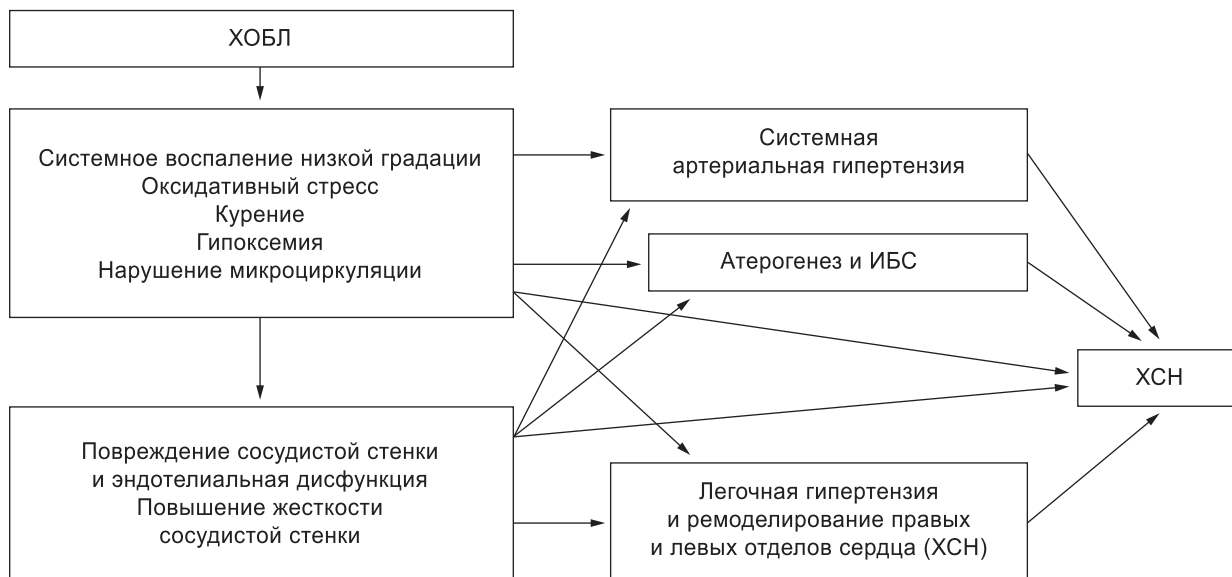 ХОБЛ
Системное воспаление низкой градации
Оксидативный стресс
Курение
Гипоксемия
Нарушение микроциркуляции
Повреждение сосудистой стенки
и эндотелиальная дисфункция
Повышение жесткости
сосудистой стенки
Системная
артериальная гипертензия
Атерогенез и ИБС
Легочная гипертензия
и ремоделирование правых
и левых отделов сердца (ХСН)
ХСН